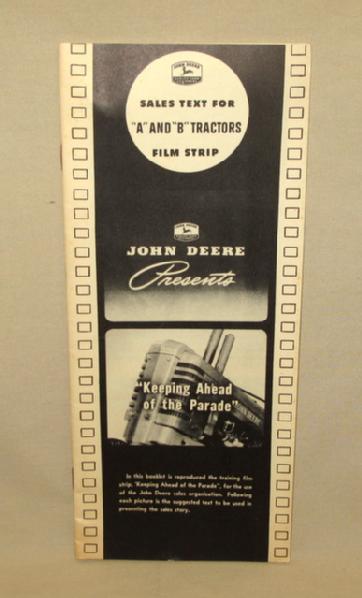 JOHN DEERE
SALES TEXT FOR
"A" AND "B" TRACTORS
FILM STRIP
JOHN DEERE
Presents
"Keeping Ahead
of the Parade"
In this booklet is reproduced the training film
strip, "Keeping Ahead of the Parade", for the use
of the John Deere sales organization. Following
each picture is the suggested text to be used in
presenting the sales story.